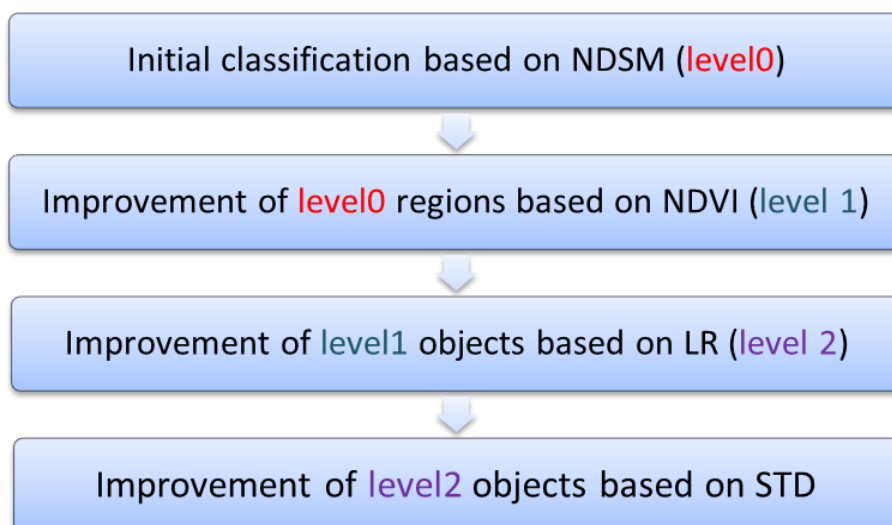 Initial classification based on NDSM (level0)
Improvement of level0 regions based on NDVI (level 1)
Improvement of level1 objects based on LR (level 2)
Improvement of level2 objects based on STD